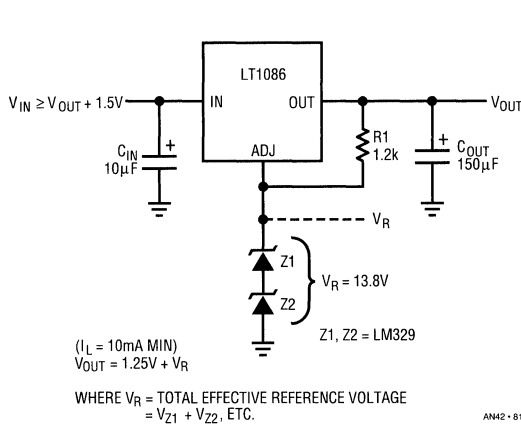 LT1086
V_IN ≥ V_OUT + 1.5V
IN
OUT
V_OUT
ADJ
C_IN
10µF
+
R1
1.2k
+
C_OUT
150µF
V_R
Z1
Z2
V_R = 13.8V
Z1, Z2 = LM329
(I_L = 10mA MIN)
V_OUT = 1.25V + V_R
WHERE V_R = TOTAL EFFECTIVE REFERENCE VOLTAGE
= V_Z1 + V_Z2, ETC.
AN42 • 81